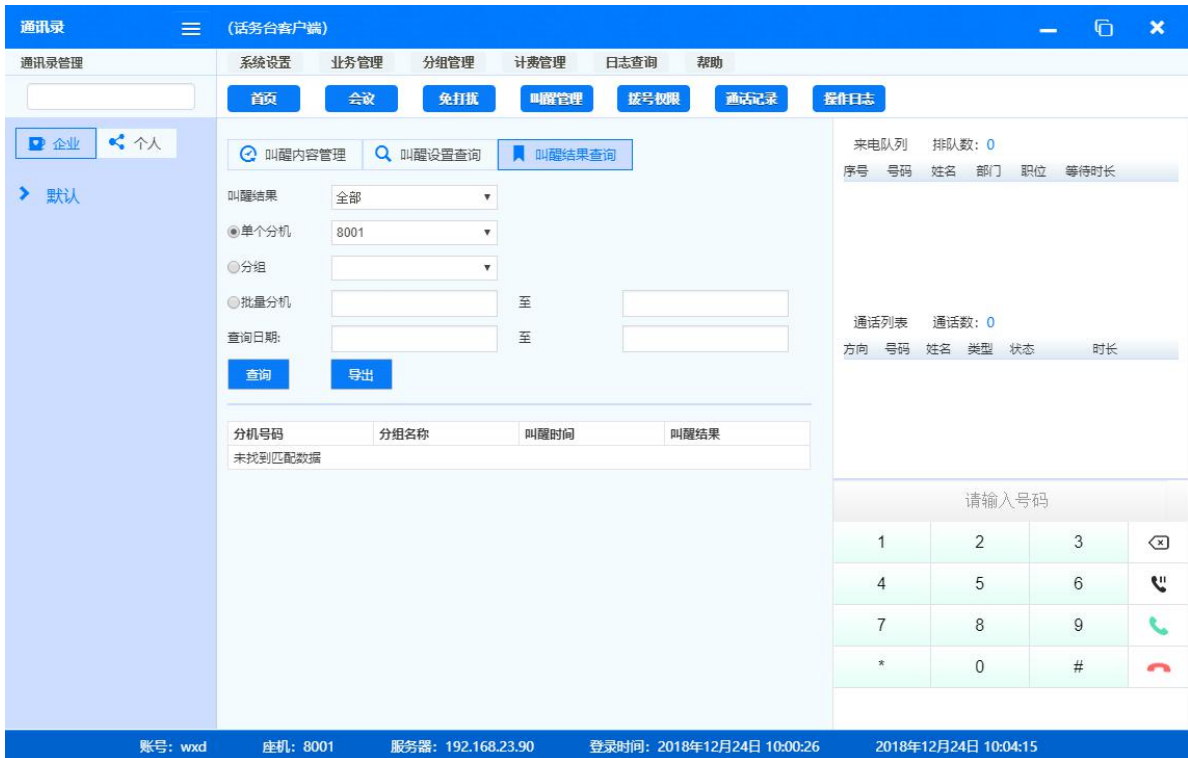 通讯录
(话务台客户端)
通讯录管理
系统设置 业务管理 分组管理 计费管理 日志查询 帮助
首页 会议 免打扰 叫醒管理 拨号权限 通话记录 操作日志
企业 个人
默认
叫醒内容管理 叫醒设置查询 叫醒结果查询
叫醒结果 全部
单个分机 8001
分组
批量分机 至
查询日期: 至
查询 导出
分机号码 分组名称 叫醒时间 叫醒结果
未找到匹配数据
来电队列 排队数: 0
序号 号码 姓名 部门 职位 等待时长
通话列表 通话数: 0
方向 号码 姓名 类型 状态 时长
请输入号码
1 2 3
4 5 6
7 8 9
* 0 #
账号: wxd 座机: 8001 服务器: 192.168.23.90 登录时间: 2018年12月24日 10:00:26 2018年12月24日 10:04:15